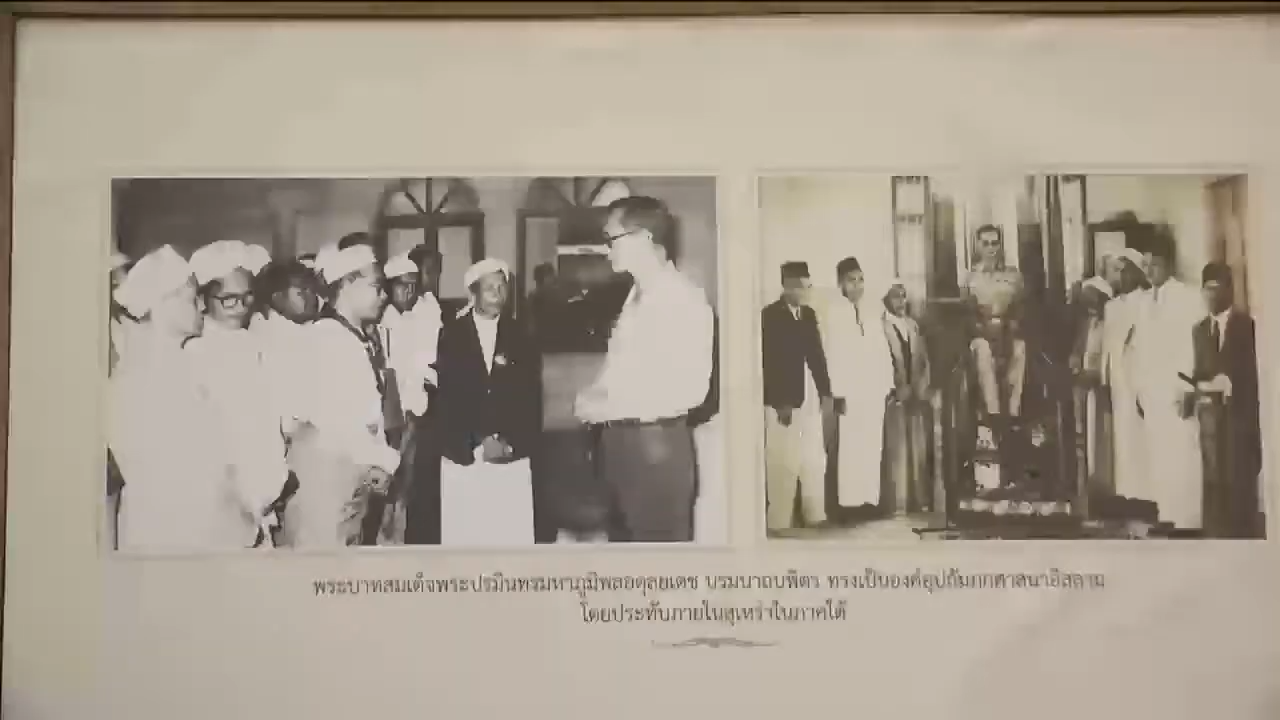 พระบาทสมเด็จพระปรมินทรมหาภูมิพลอดุลยเดช บรมนาถบพิตร ทรงเป็นองค์อุปถัมภกศาสนาอิสลาม
โดยประทับภายในสุเหร่าในภาคใต้